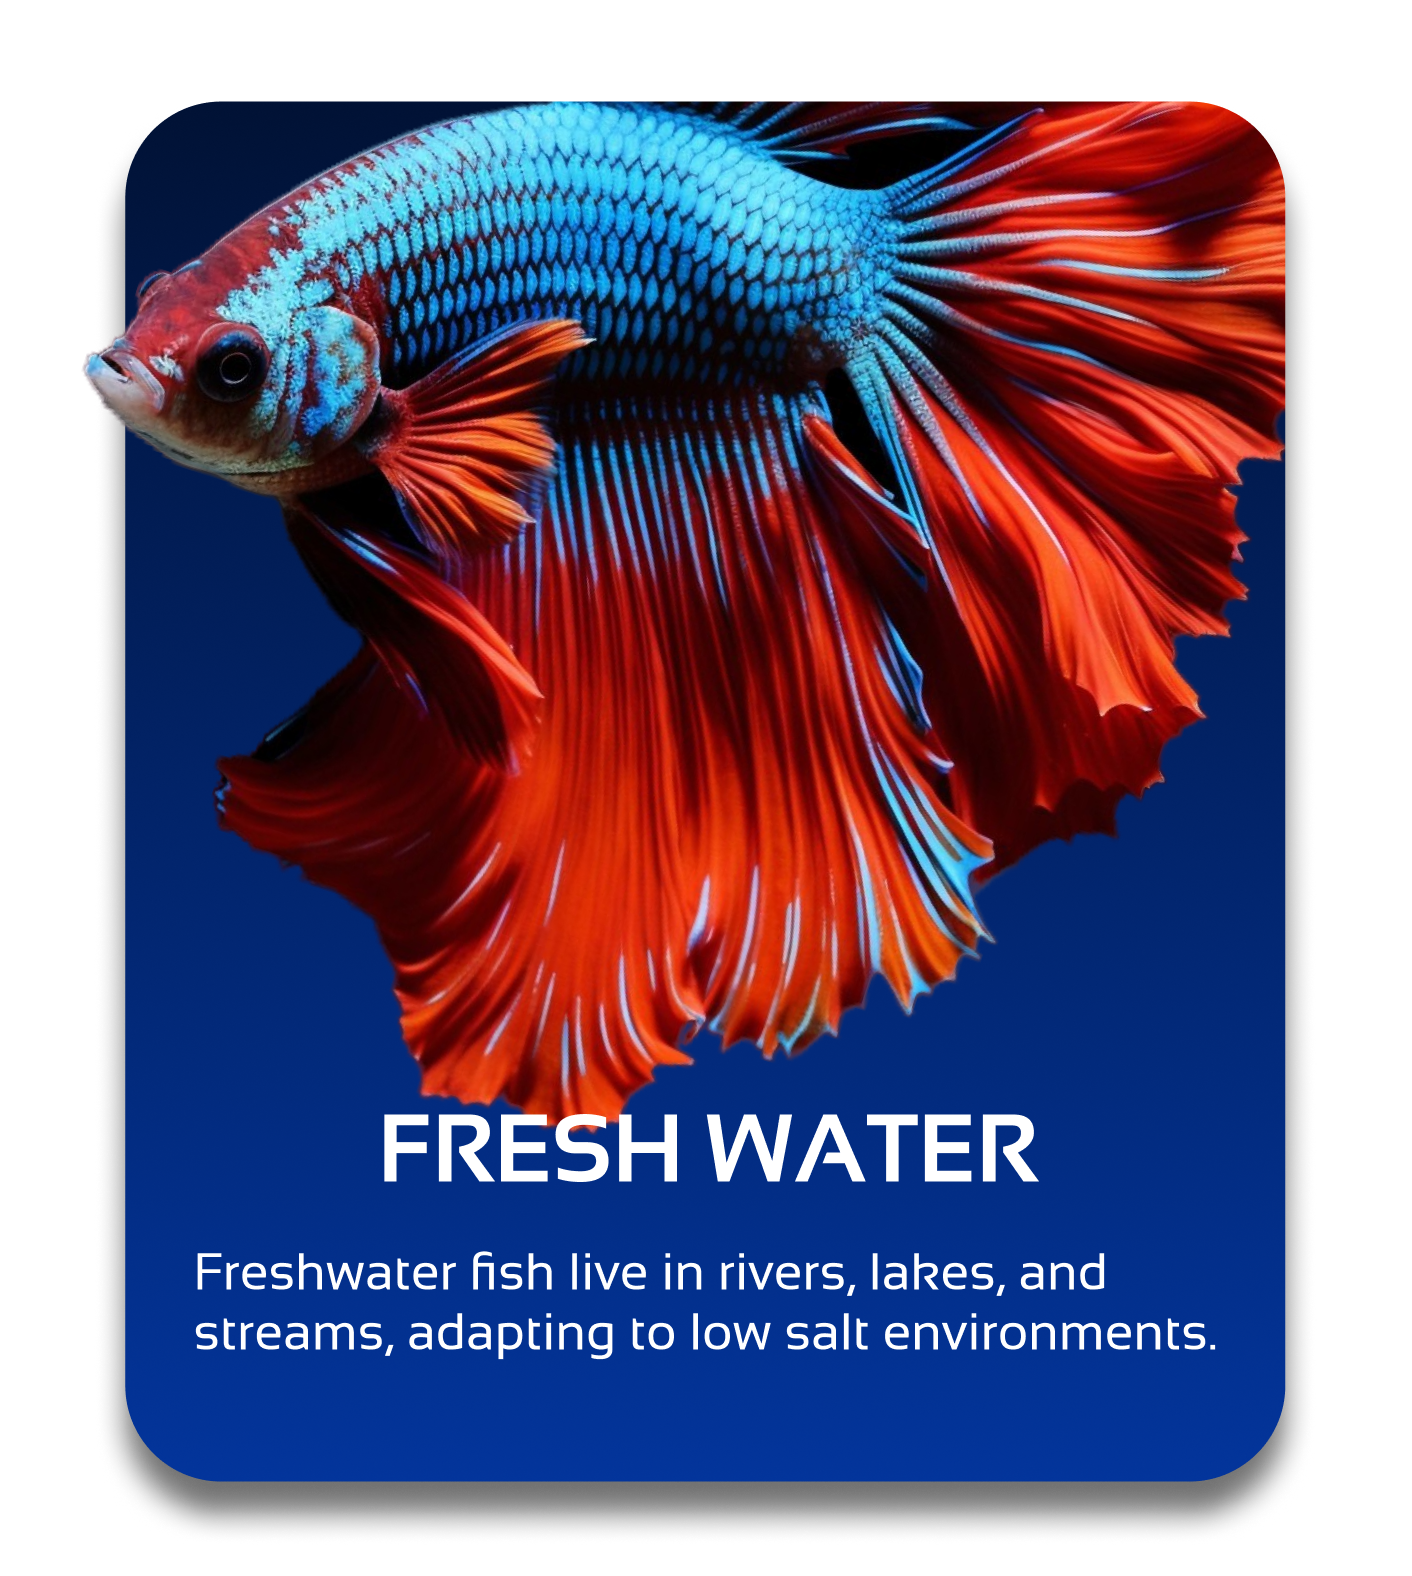 FRESH WATER
Freshwater fish live in rivers, lakes, and
streams, adapting to low salt environments.